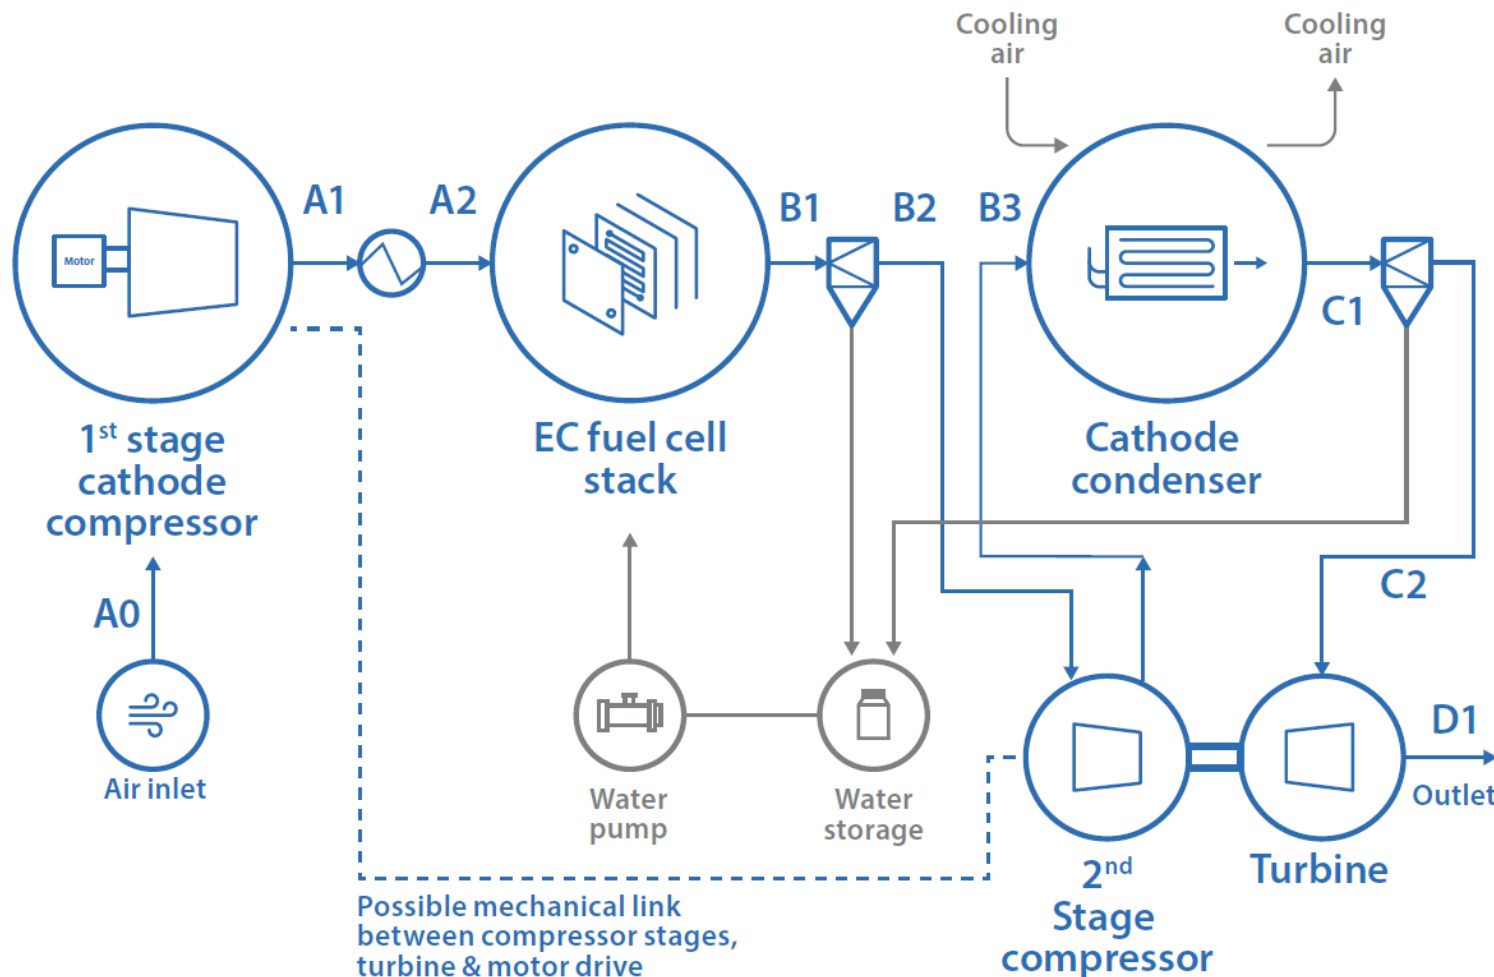 Cooling
air
Cooling
air
A1
A2
B1
B2
B3
Motor
C1
1st stage
cathode
compressor
EC fuel cell
stack
Cathode
condenser
A0
C2
Air inlet
Water
pump
Water
storage
D1
Outlet
2nd
Stage
compressor
Turbine
Possible mechanical link
between compressor stages,
turbine & motor drive